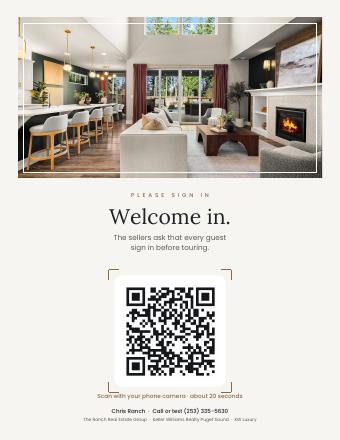 PLEASE SIGN IN
Welcome in.
The sellers ask that every guest
sign in before touring.
Scan with your phone camera · about 20 seconds
Chris Ranch · Call or text (253) 335-5630
The Ranch Real Estate Group · Keller Williams Realty Puget Sound · KW Luxury